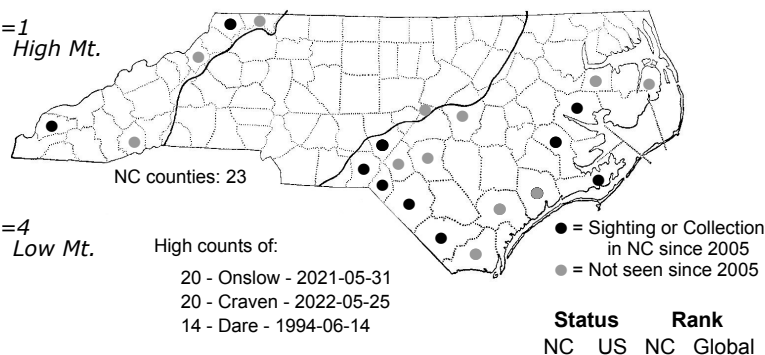 =1
High Mt.
NC counties: 23
=4
Low Mt.
High counts of:
20 - Onslow - 2021-05-31
20 - Craven - 2022-05-25
14 - Dare - 1994-06-14
● = Sighting or Collection
in NC since 2005
● = Not seen since 2005
Status Rank
NC US NC Global